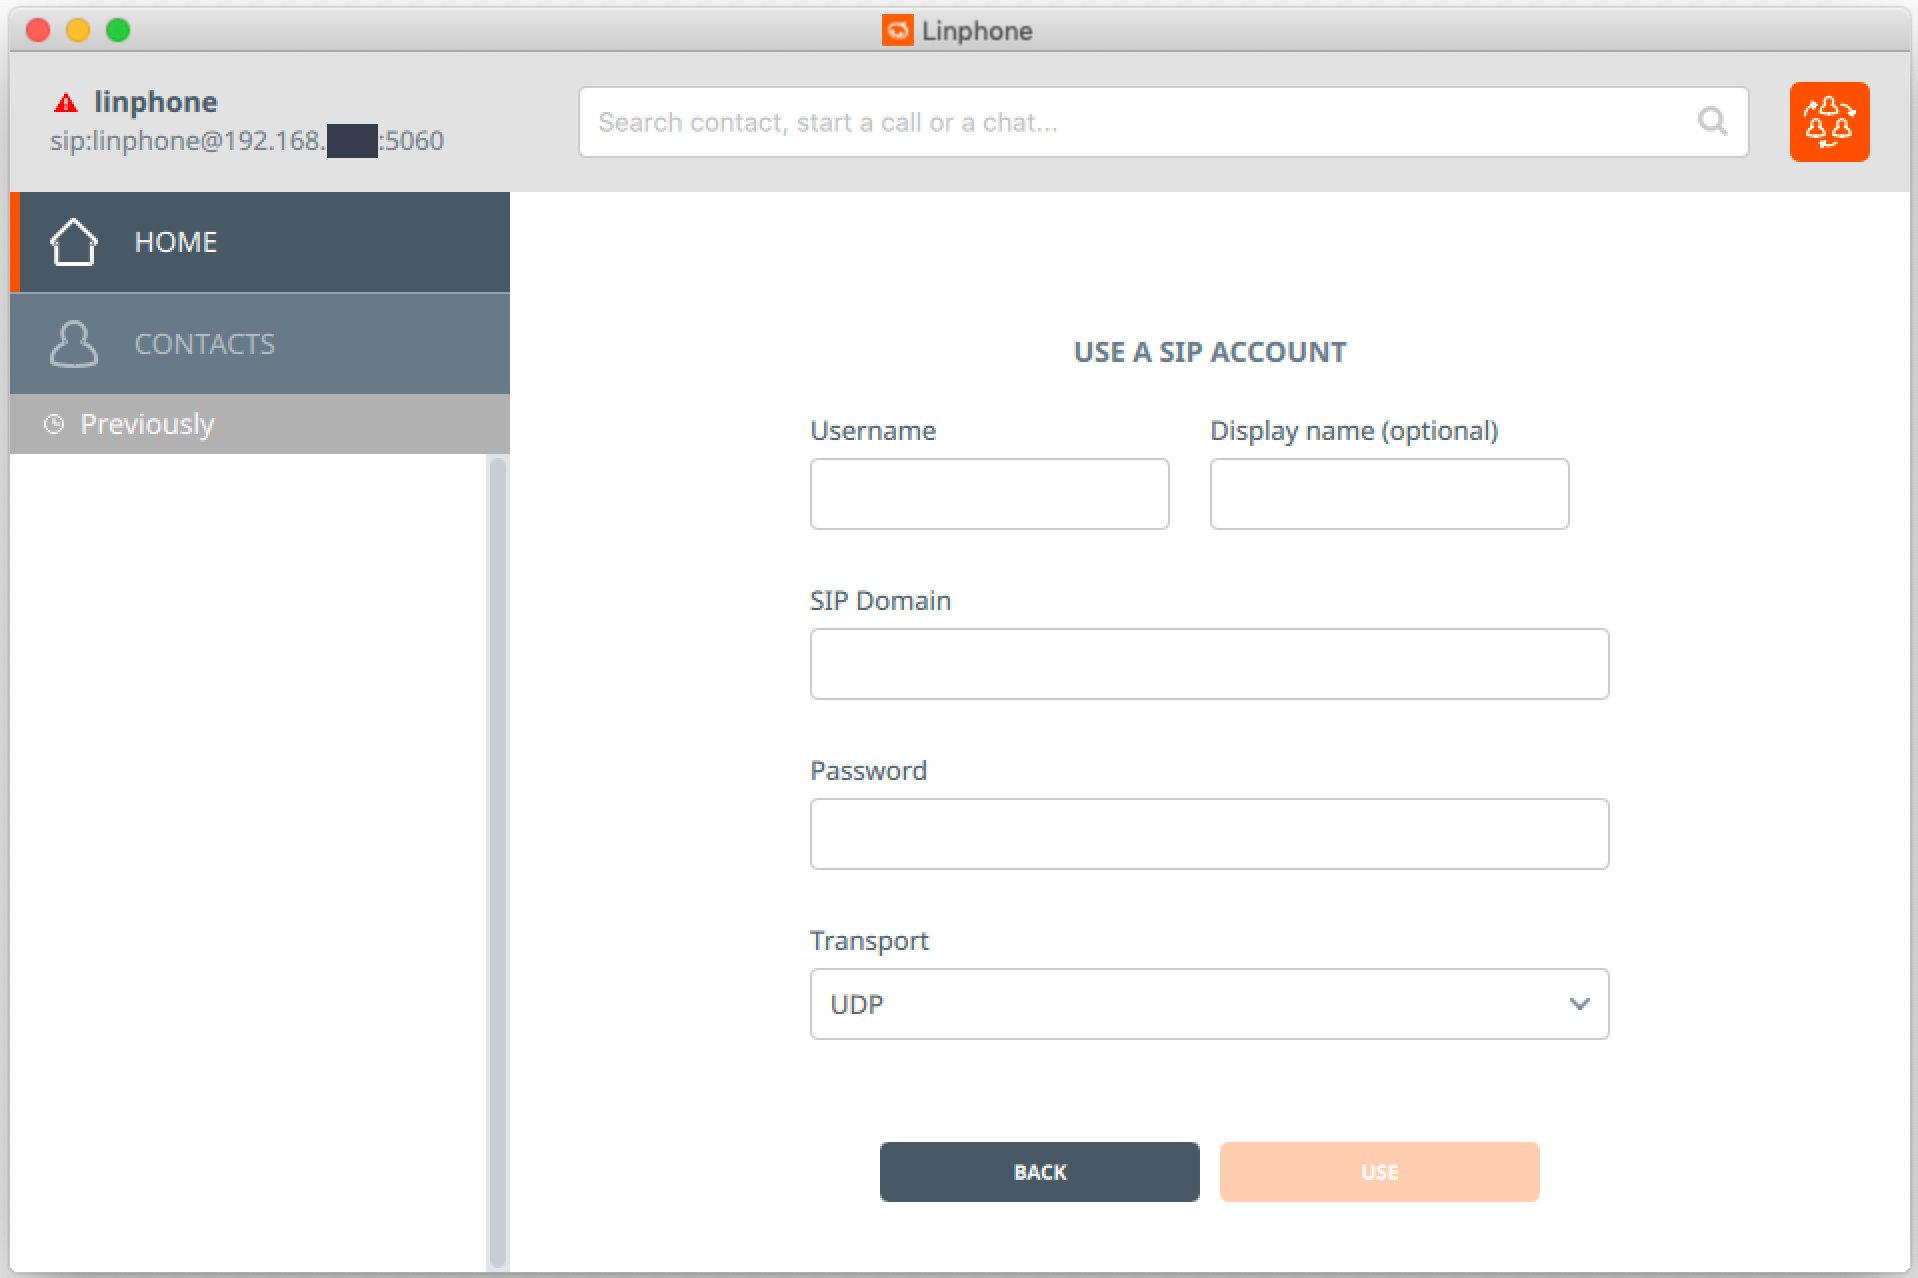 Linphone
linphone
sip:linphone@192.168. :5060
Search contact, start a call or a chat...
HOME
CONTACTS
Previously
USE A SIP ACCOUNT
Username
Display name (optional)
SIP Domain
Password
Transport
UDP
BACK
USE